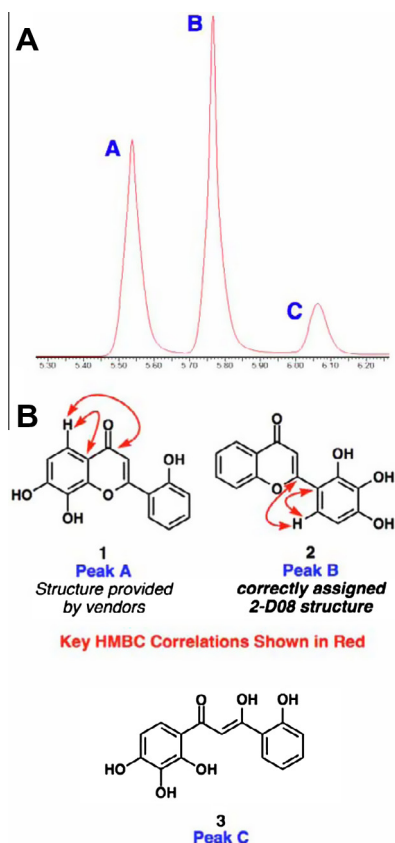 A
B
A
C
5.30 5.40 5.50 5.60 5.70 5.80 5.90 6.00 6.10 6.20
B
H
O
OH
O
HO
OH
O
OH
OH
O
H
OH
1
Peak A
Structure provided
by vendors
2
Peak B
correctly assigned
2-D08 structure
Key HMBC Correlations Shown in Red
O
OH
OH
HO
OH
OH
3
Peak C